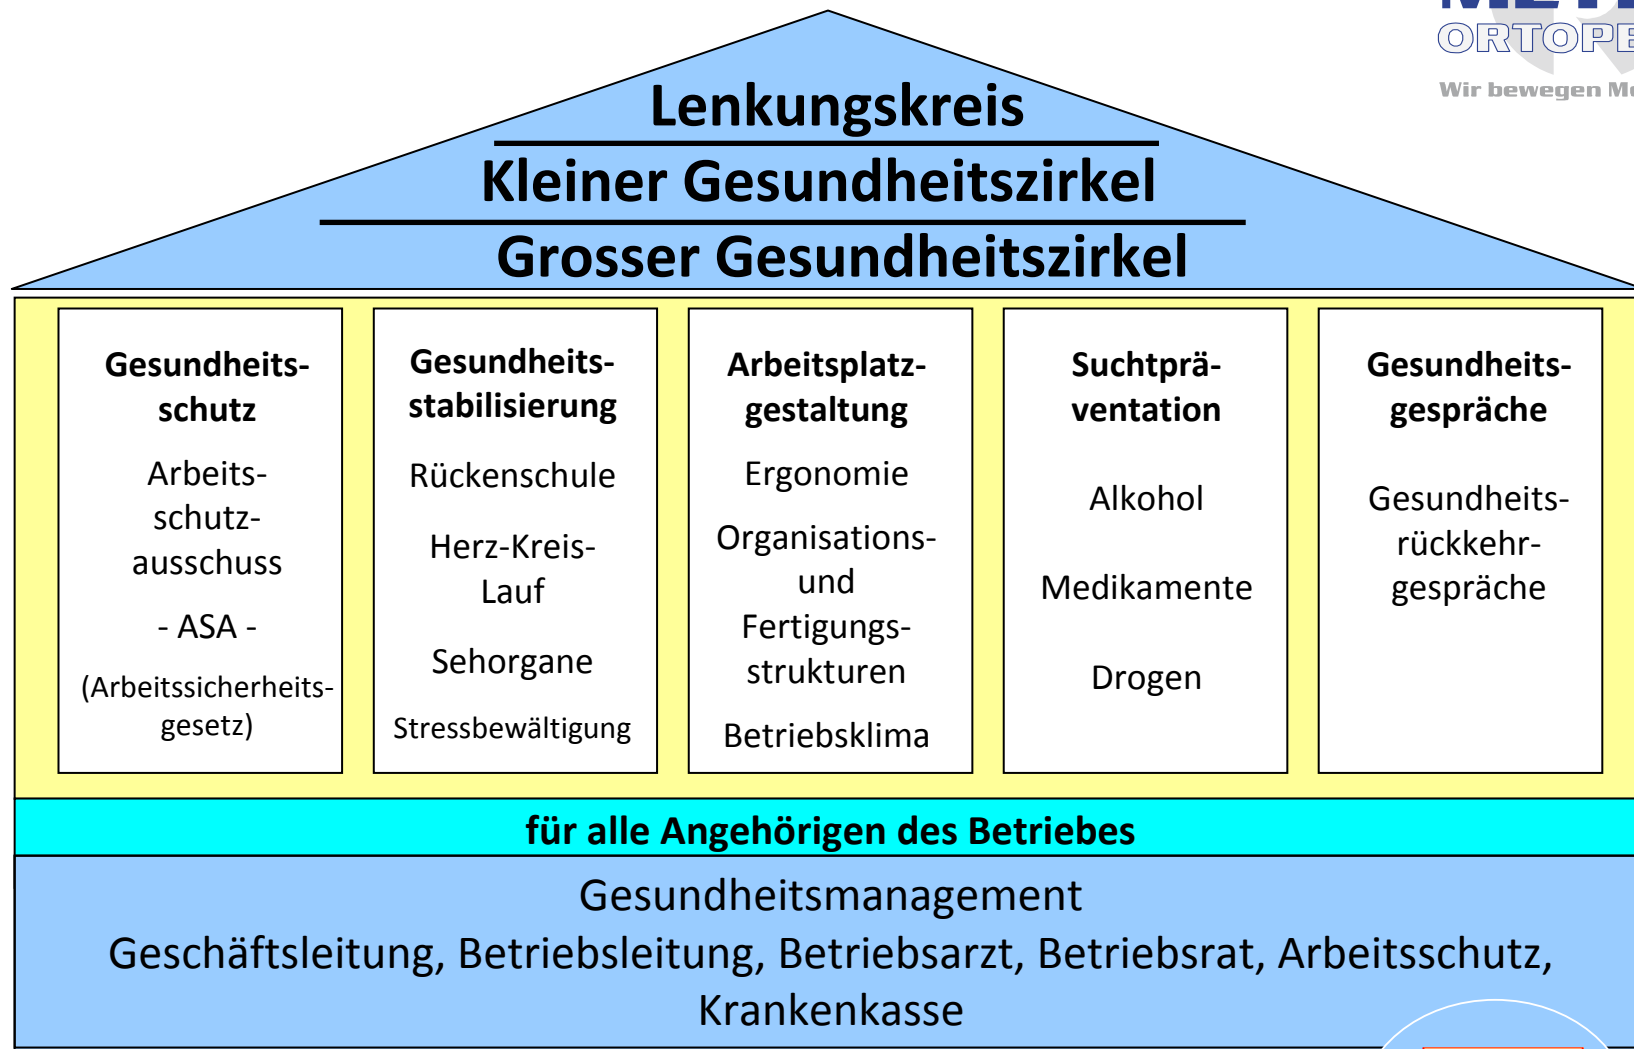 ORTOPE
Wir bewegen Me
Lenkungskreis
Kleiner Gesundheitszirkel
Grosser Gesundheitszirkel
Gesundheits-
schutz
Arbeits-
schutz-
ausschuss
- ASA -
(Arbeitssicherheits-
gesetz)
Gesundheits-
stabilisierung
Rückenschule
Herz-Kreis-
Lauf
Sehorgane
Stressbewältigung
Arbeitsplatz-
gestaltung
Ergonomie
Organisations-
und
Fertigungs-
strukturen
Betriebsklima
Suchtprä-
ventation
Alkohol
Medikamente
Drogen
Gesundheits-
gespräche
Gesundheits-
rückkehr-
gespräche
für alle Angehörigen des Betriebes
Gesundheitsmanagement
Geschäftsleitung, Betriebsleitung, Betriebsarzt, Betriebsrat, Arbeitsschutz,
Krankenkasse